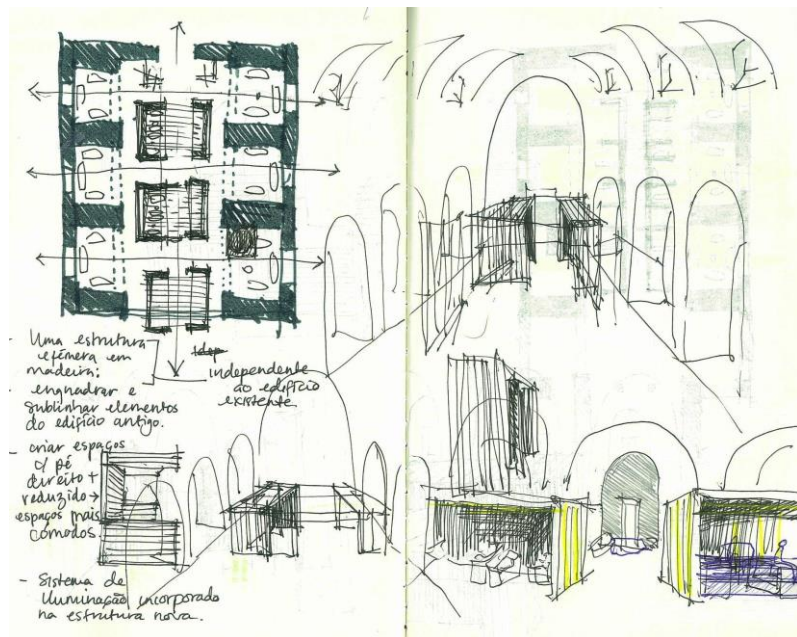 - Uma estrutura
efémera em
madeira:
enquadrar e
sublinhar elementos
do edifício antigo.
independente
ao edifício
existente
- criar espaços
c/ pé
direito +
reduzido →
espaços mais
cómodos.
- Sistema de
iluminação incorporado
na estrutura nova.